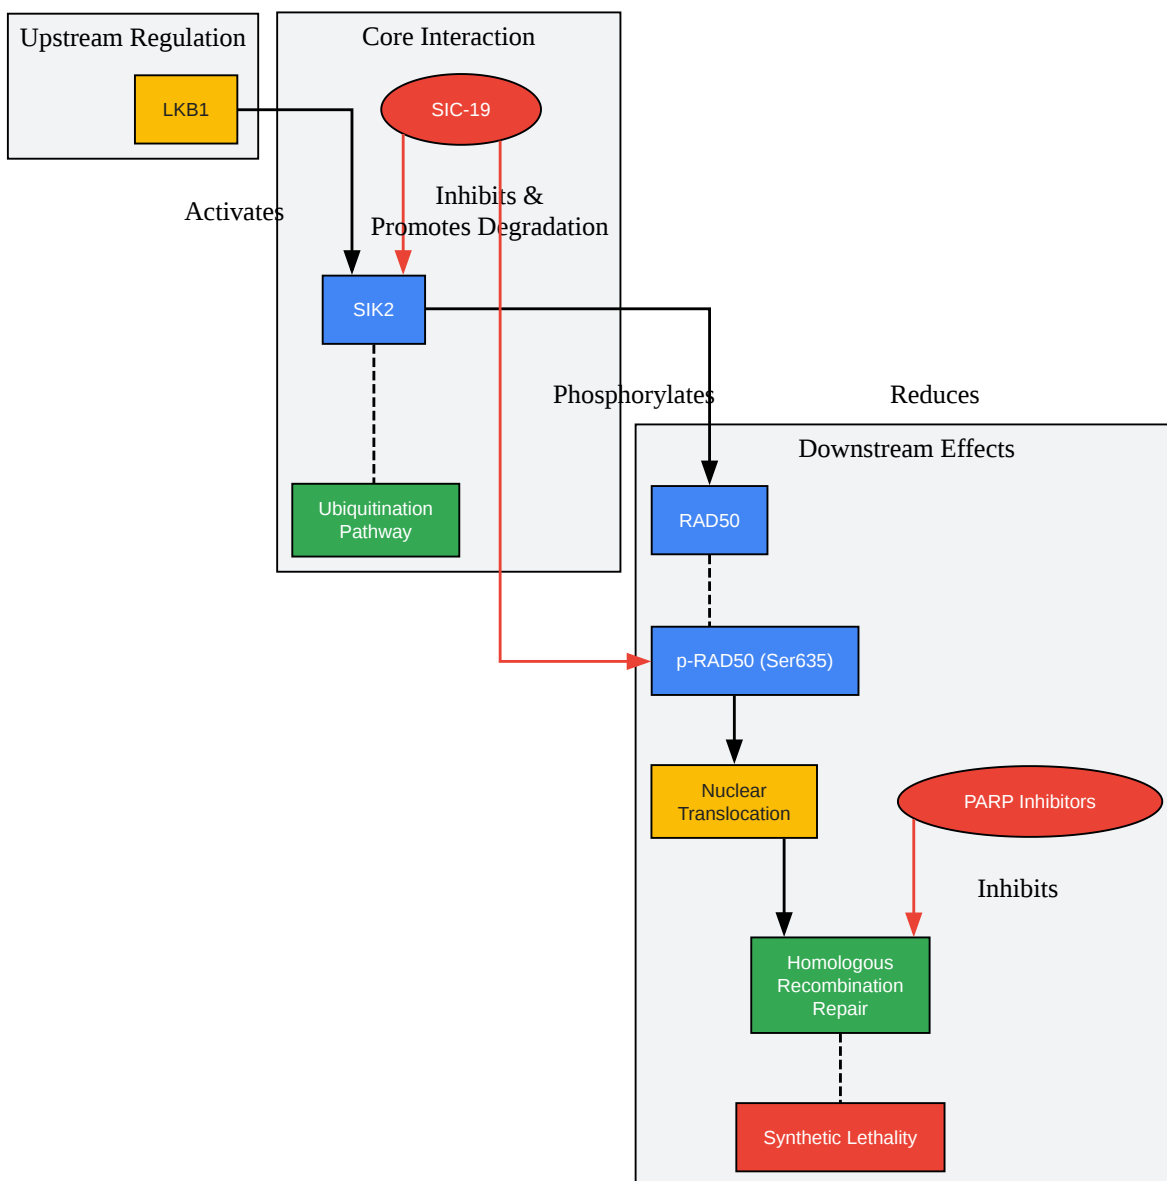 Upstream Regulation
Core Interaction
LKB1
SIC-19
Activates
Inhibits &
Promotes Degradation
SIK2
Phosphorylates
Reduces
Downstream Effects
Ubiquitination
Pathway
RAD50
p-RAD50 (Ser635)
Nuclear
Translocation
PARP Inhibitors
Inhibits
Homologous
Recombination
Repair
Synthetic Lethality